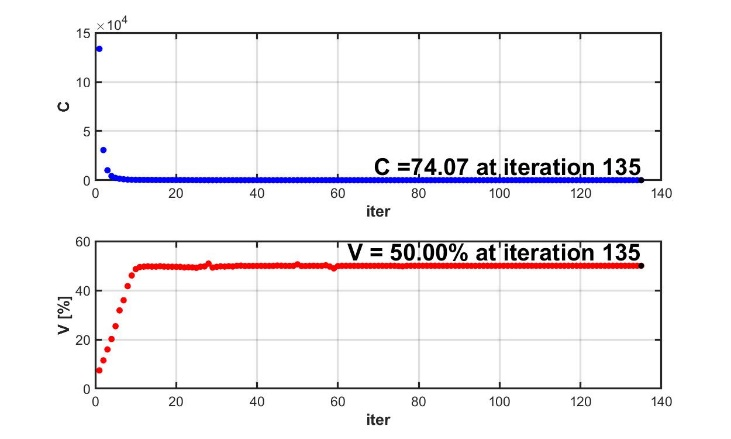 ×10⁴
15
10
5
0
C
C =74.07 at iteration 135
0 20 40 60 80 100 120 140
iter
60
40
20
0
V [%]
V = 50.00% at iteration 135
0 20 40 60 80 100 120 140
iter